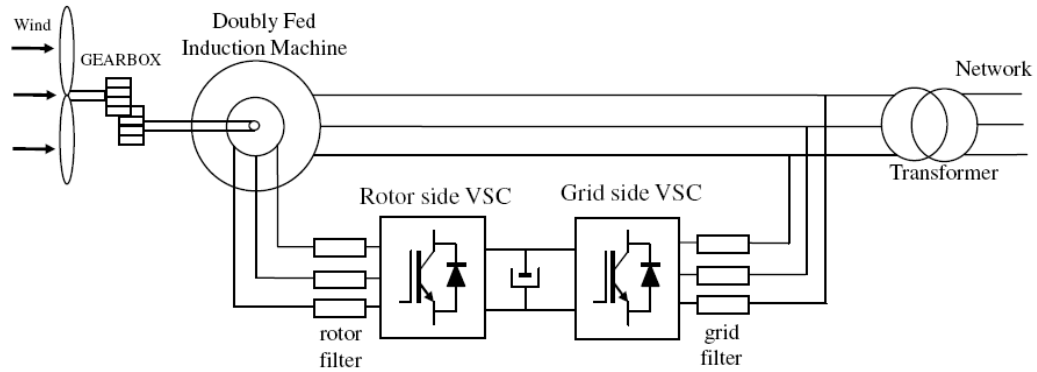 Wind
Doubly Fed
Induction Machine
GEARBOX
Network
Transformer
Rotor side VSC
Grid side VSC
rotor
filter
grid
filter